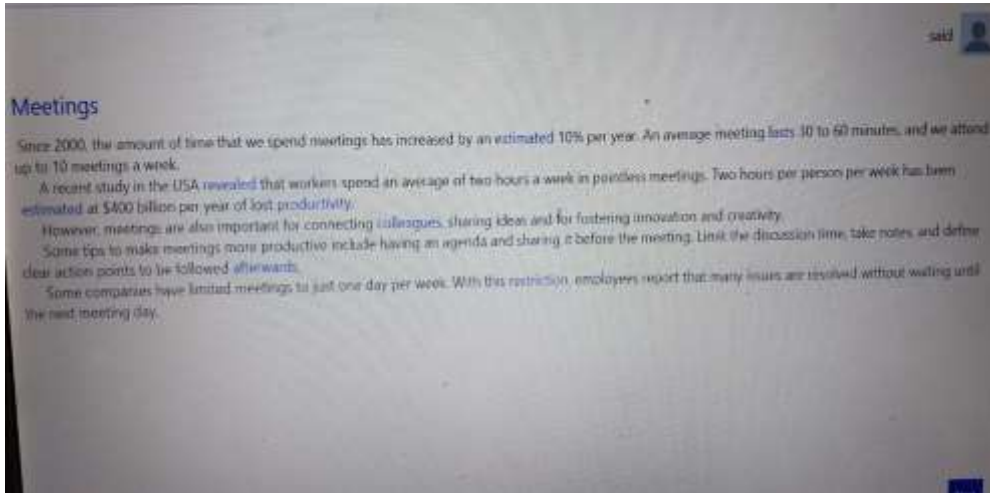 said
Meetings
Since 2000, the amount of time that we spend meetings has increased by an estimated 10% per year. An average meeting lasts 30 to 60 minutes, and we attend
up to 10 meetings a week.
A recent study in the USA revealed that workers spend an average of two hours a week in pointless meetings. Two hours per person per week has been
estimated at $400 billion per year of lost productivity.
However, meetings are also important for connecting colleagues, sharing ideas and for fostering innovation and creativity.
Some tips to make meetings more productive include having an agenda and sharing it before the meeting. Limit the discussion time, take notes and define
clear action points to be followed afterwards.
Some companies have limited meetings to just one day per week. With this restriction, employees report that many issues are resolved without waiting until
the next meeting day.